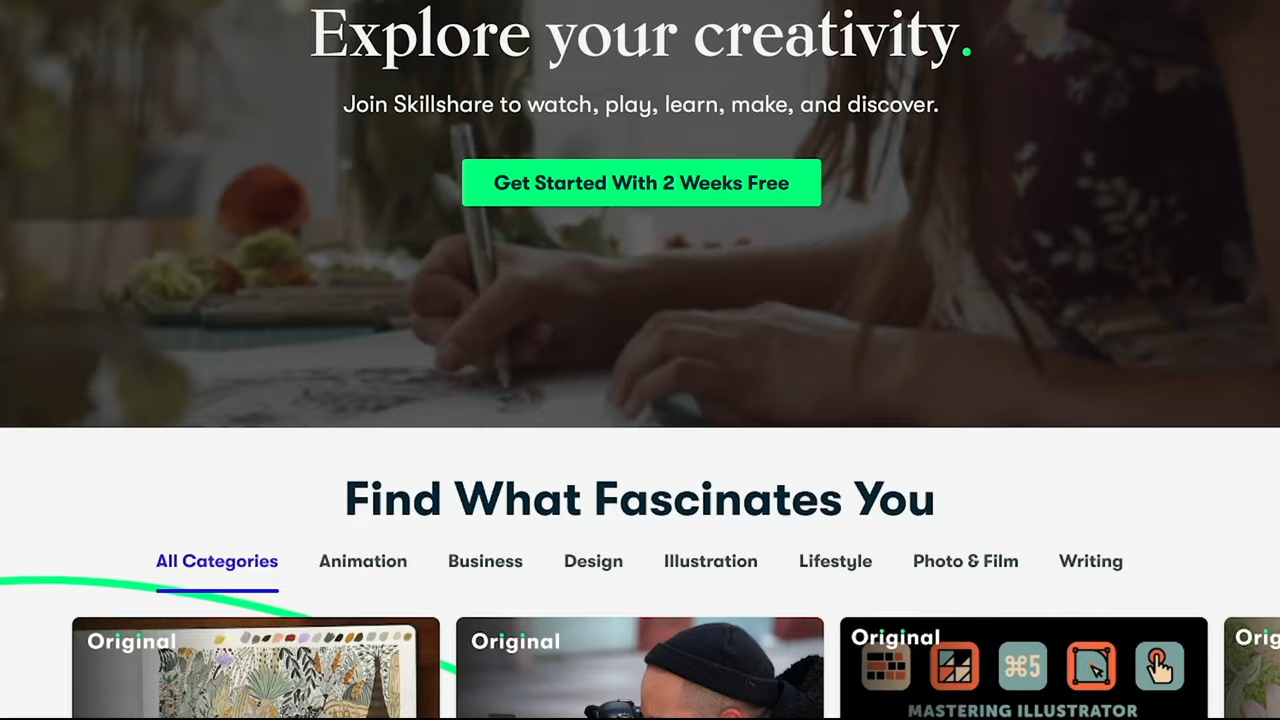 Explore your creativity.
Join Skillshare to watch, play, learn, make, and discover.
Get Started With 2 Weeks Free
Find What Fascinates You
All Categories Animation Business Design Illustration Lifestyle Photo & Film Writing
Original Original Original Orig
⌘5
MASTERING ILLUSTRATOR